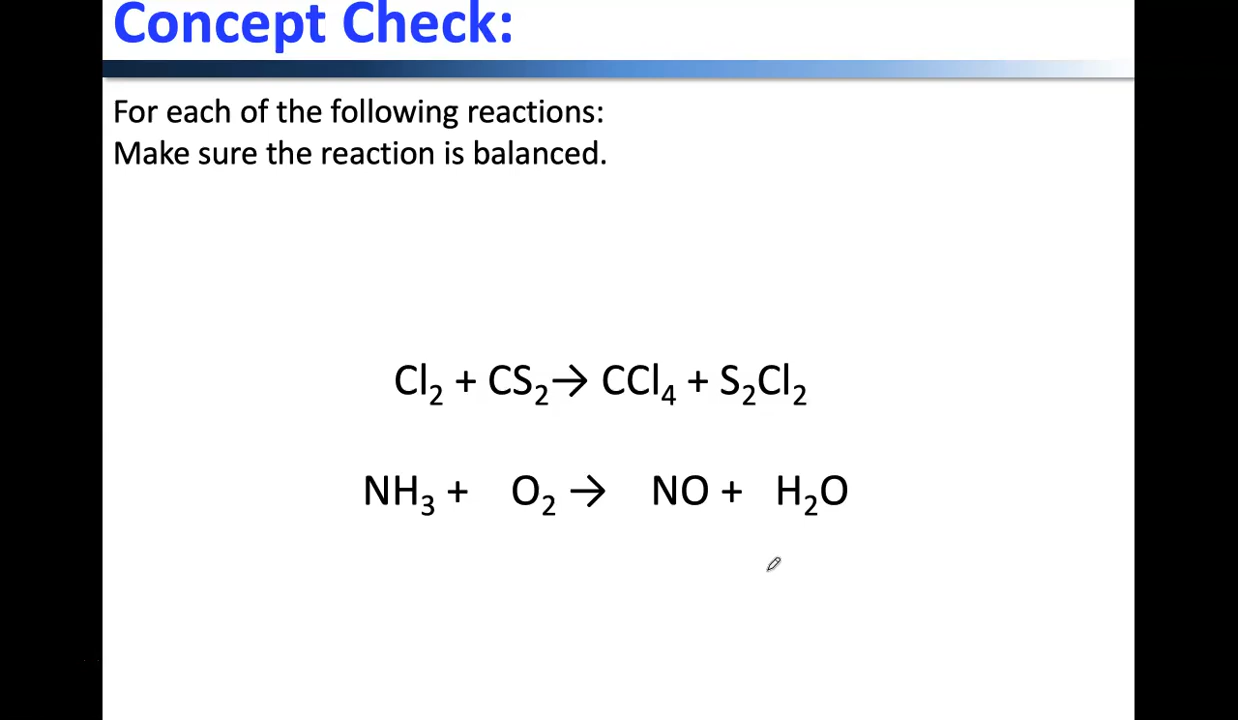 Concept Check:
For each of the following reactions:
Make sure the reaction is balanced.
Cl₂ + CS₂→ CCl₄ + S₂Cl₂
NH₃ + O₂ → NO + H₂O